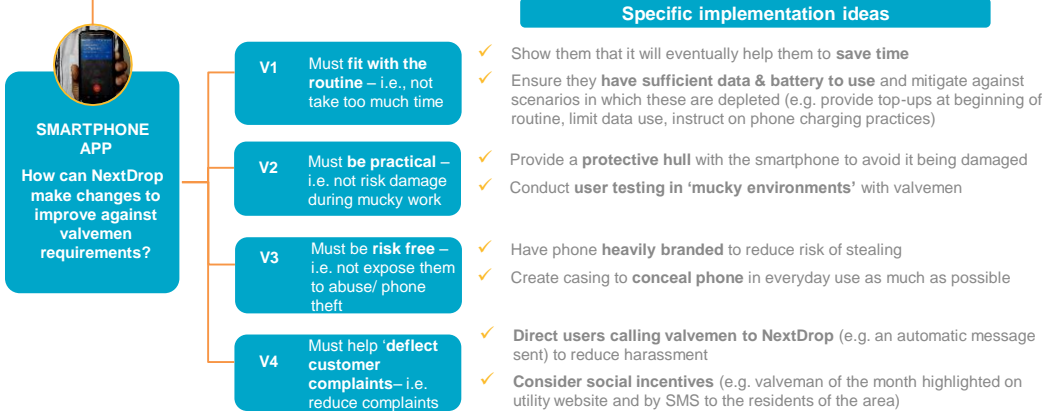 Specific implementation ideas
SMARTPHONE
APP
How can NextDrop
make changes to
improve against
valvemen
requirements?
V1
Must fit with the
routine – i.e., not
take too much time
✓ Show them that it will eventually help them to save time
✓ Ensure they have sufficient data & battery to use and mitigate against
scenarios in which these are depleted (e.g. provide top-ups at beginning of
routine, limit data use, instruct on phone charging practices)
V2
Must be practical –
i.e. not risk damage
during mucky work
✓ Provide a protective hull with the smartphone to avoid it being damaged
✓ Conduct user testing in ‘mucky environments’ with valvemen
V3
Must be risk free –
i.e. not expose them
to abuse/ phone
theft
✓ Have phone heavily branded to reduce risk of stealing
✓ Create casing to conceal phone in everyday use as much as possible
V4
Must help ‘deflect
customer
complaints– i.e.
reduce complaints
✓ Direct users calling valvemen to NextDrop (e.g. an automatic message
sent) to reduce harassment
✓ Consider social incentives (e.g. valveman of the month highlighted on
utility website and by SMS to the residents of the area)